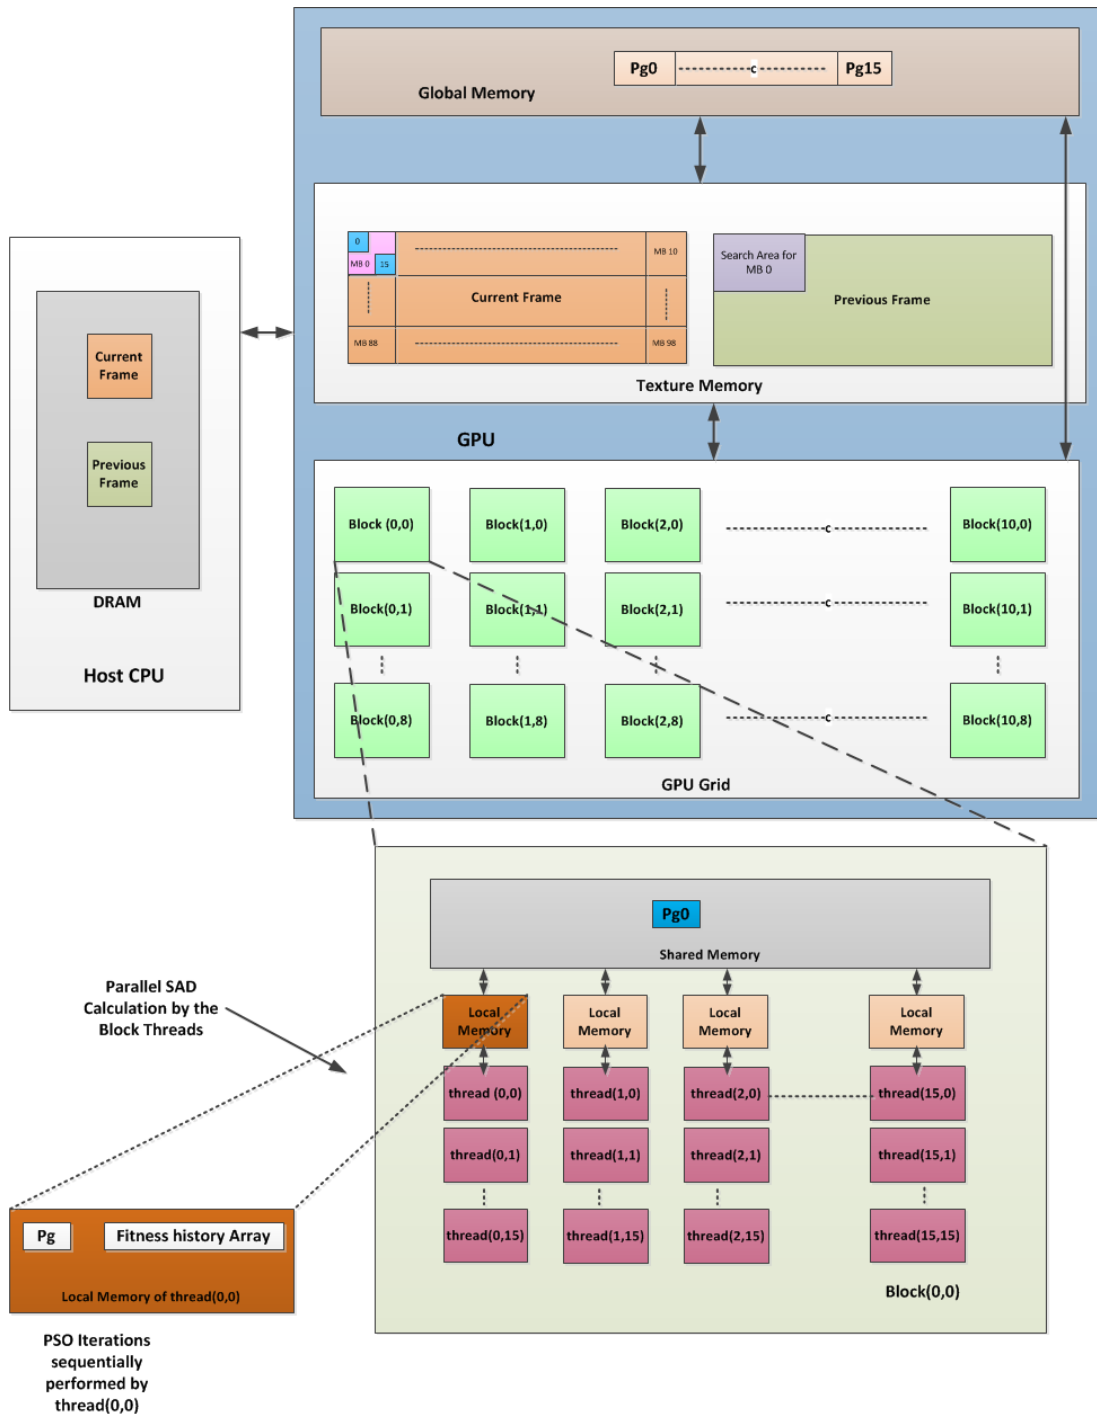 Pg0
c
Pg15
Global Memory
0
MB 0
15
MB 10
Current Frame
MB 88
MB 98
Search Area for
MB 0
Previous Frame
Texture Memory
Current
Frame
Previous
Frame
DRAM
Host CPU
GPU
Block (0,0)
Block(1,0)
Block(2,0)
c
Block(10,0)
Block(0,1)
Block(1,1)
Block(2,1)
c
Block(10,1)
Block(0,8)
Block(1,8)
Block(2,8)
c
Block(10,8)
GPU Grid
Pg0
Shared Memory
Parallel SAD
Calculation by the
Block Threads
Local
Memory
Local
Memory
Local
Memory
Local
Memory
thread (0,0)
thread(1,0)
thread(2,0)
thread(15,0)
thread(0,1)
thread(1,1)
thread(2,1)
thread(15,1)
thread(0,15)
thread(1,15)
thread(2,15)
thread(15,15)
Block(0,0)
Pg
Fitness history Array
Local Memory of thread(0,0)
PSO Iterations
sequentially
performed by
thread(0,0)